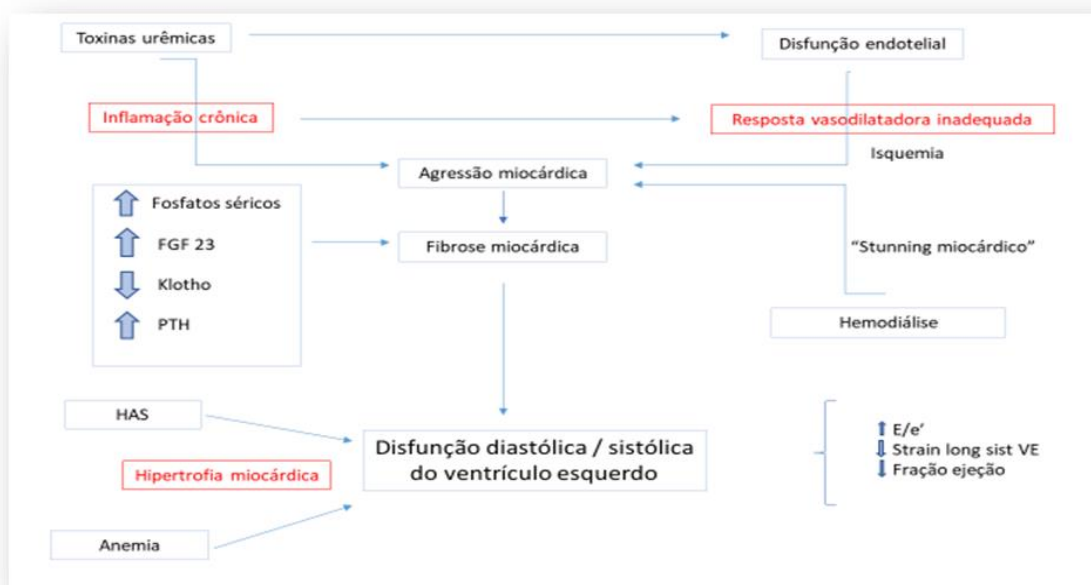 Toxinas urêmicas
Disfunção endotelial
Inflamação crônica
Resposta vasodilatadora inadequada
Isquemia
Agressão miocárdica
Fosfatos séricos
FGF 23
Klotho
PTH
Fibrose miocárdica
“Stunning miocárdico”
Hemodiálise
HAS
Hipertrofia miocárdica
Anemia
Disfunção diastólica / sistólica
do ventrículo esquerdo
E/e’
Strain long sist VE
Fração ejeção